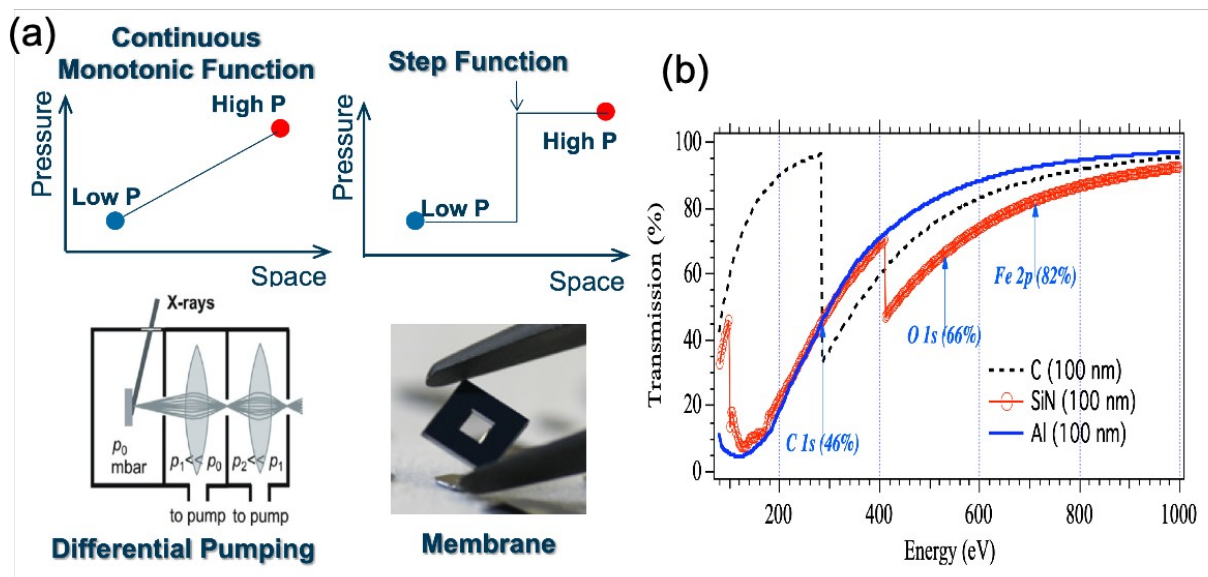 (a)
Continuous
Monotonic Function
High P
Low P
Pressure
Space
Step Function
High P
Low P
Pressure
Space
X-rays
p0
mbar
p1<< p0
p2<< p1
to pump to pump
Differential Pumping
Membrane
(b)
100
80
60
40
20
0
Transmission (%)
C 1s (46%)
O 1s (66%)
Fe 2p (82%)
C (100 nm)
SiN (100 nm)
Al (100 nm)
200 400 600 800 1000
Energy (eV)